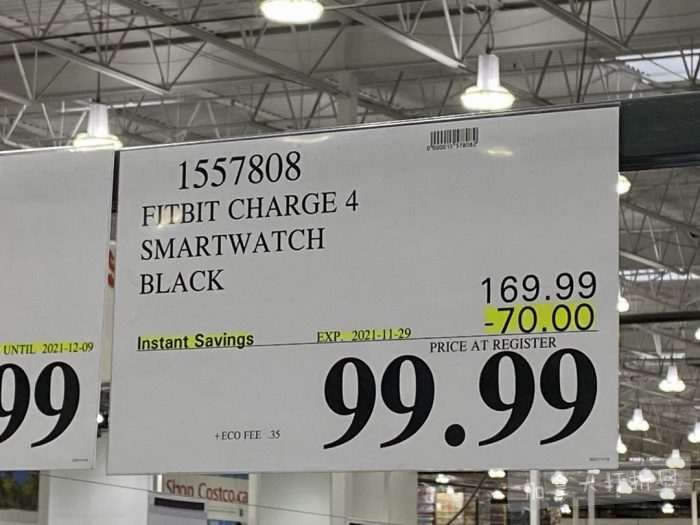 1557808
FITBIT CHARGE 4
SMARTWATCH
BLACK
169.99
-70.00
Instant Savings
EXP. 2021-11-29
PRICE AT REGISTER
99.99
+ECO FEE .35
UNTIL 2021-12-09
99
Shop Costco.ca